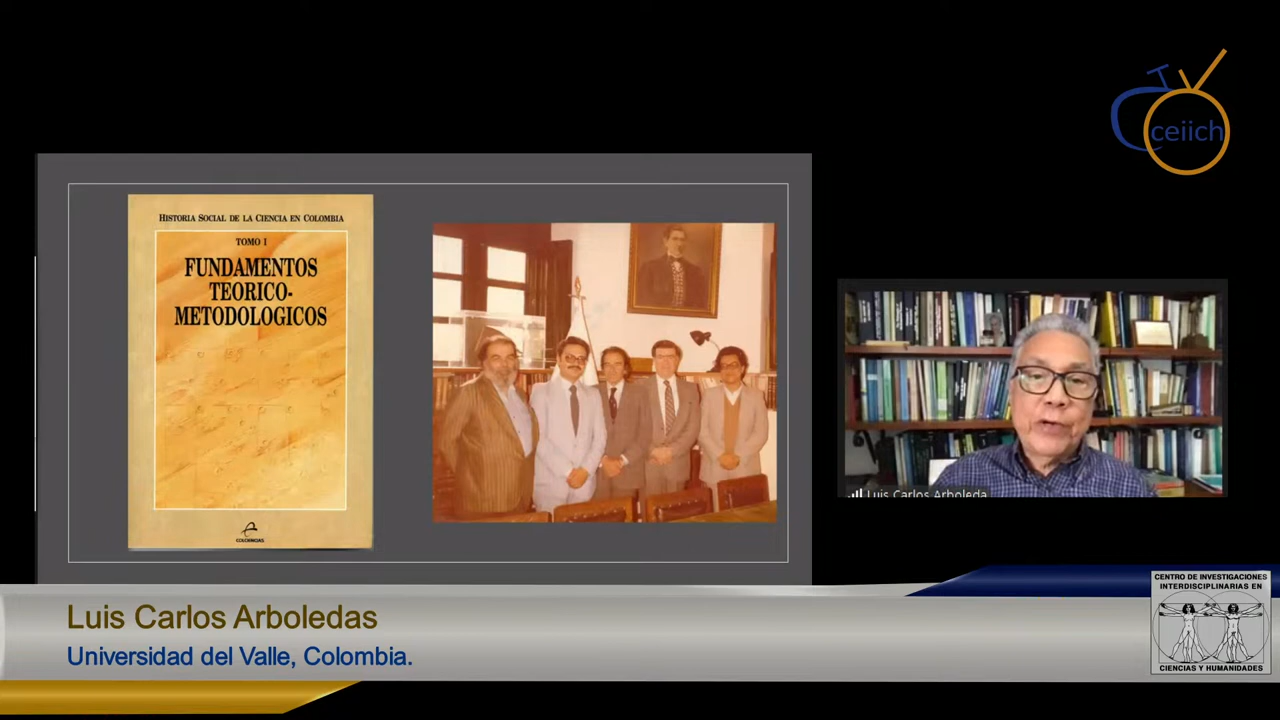 TV
ceiich
HISTORIA SOCIAL DE LA CIENCIA EN COLOMBIA
TOMO I
FUNDAMENTOS
TEORICO-
METODOLOGICOS
COLCIENCIAS
Luis Carlos Arboleda
Luis Carlos Arboledas
Universidad del Valle, Colombia.
CENTRO DE INVESTIGACIONES
INTERDISCIPLINARIAS EN
CIENCIAS Y HUMANIDADES